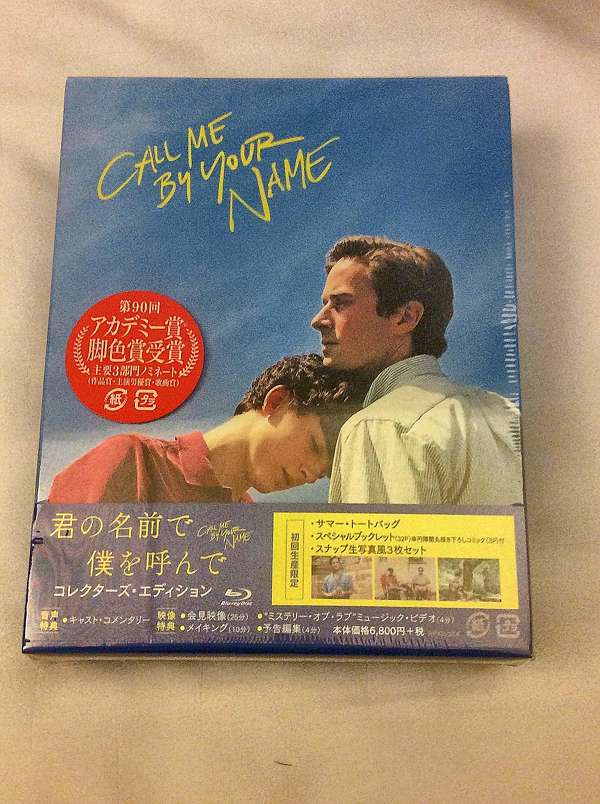 CALL ME
BY YOUR
NAME
第90回
アカデミー賞
脚色賞受賞
主要3部門ノミネート
(作品賞・主演男優賞・歌曲賞)
紙
プラ
君の名前で
僕を呼んで
CALL ME
BY YOUR
NAME
コレクターズ・エディション
Blu-ray Disc
初回生産限定
・サマー・トートバッグ
・スペシャルブックレット(32P)
・スナップ生写真風3枚セット
音声特典
●キャスト・コメンタリー
映像特典
●会見映像(25分)
●"ミステリー・オブ・ラブ"ミュージック・ビデオ(4分)
●メイキング(10分)
●予告編集(4分)
本体価格6,800円+税
紙
プラ